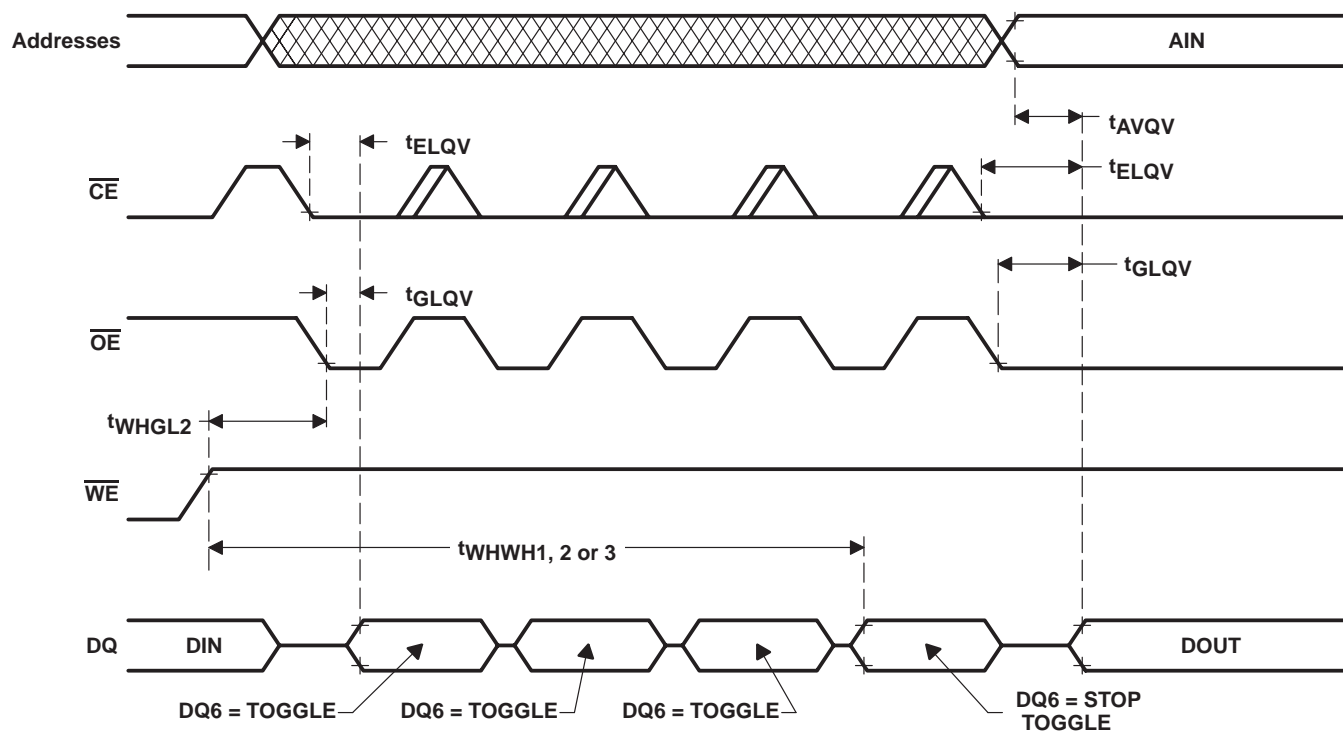 Addresses
AIN
tAVQV
tELQV
tELQV
CE
tGLQV
tGLQV
OE
tWHGL2
WE
tWHWH1, 2 or 3
DQ
DIN
DOUT
DQ6 = TOGGLE
DQ6 = TOGGLE
DQ6 = TOGGLE
DQ6 = STOP
TOGGLE